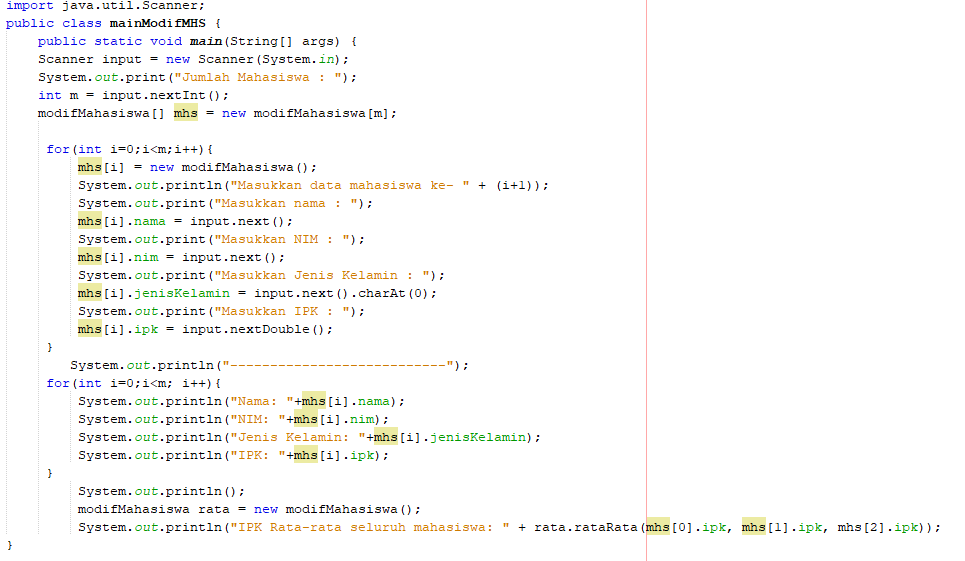 import java.util.Scanner;
public class mainModifMHS {
    public static void main(String[] args) {
    Scanner input = new Scanner(System.in);
    System.out.print("Jumlah Mahasiswa : ");
    int m = input.nextInt();
    modifMahasiswa[] mhs = new modifMahasiswa[m];

     for(int i=0;i<m;i++){
         mhs[i] = new modifMahasiswa();
         System.out.println("Masukkan data mahasiswa ke- " + (i+1));
         System.out.print("Masukkan nama : ");
         mhs[i].nama = input.next();
         System.out.print("Masukkan NIM : ");
         mhs[i].nim = input.next();
         System.out.print("Masukkan Jenis Kelamin : ");
         mhs[i].jenisKelamin = input.next().charAt(0);
         System.out.print("Masukkan IPK : ");
         mhs[i].ipk = input.nextDouble();
     }
        System.out.println("---------------------------");
     for(int i=0;i<m; i++){
         System.out.println("Nama: "+mhs[i].nama);
         System.out.println("NIM: "+mhs[i].nim);
         System.out.println("Jenis Kelamin: "+mhs[i].jenisKelamin);
         System.out.println("IPK: "+mhs[i].ipk);
     }
         System.out.println();
         modifMahasiswa rata = new modifMahasiswa();
         System.out.println("IPK Rata-rata seluruh mahasiswa: " + rata.rataRata(mhs[0].ipk, mhs[1].ipk, mhs[2].ipk));
}